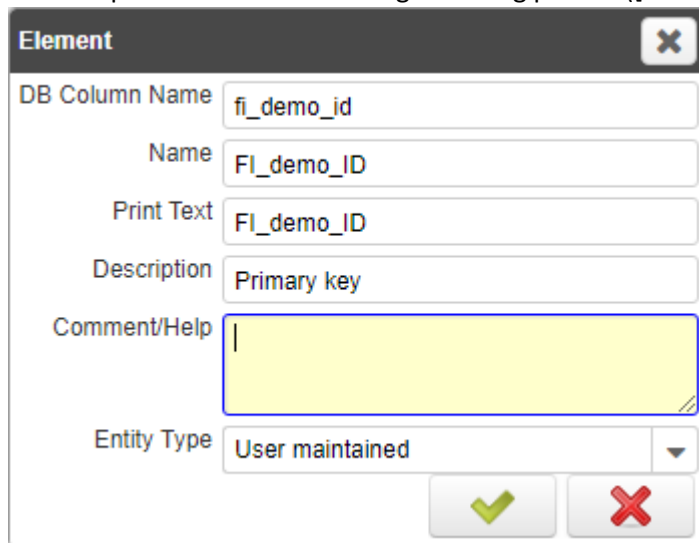 Element
DB Column Name fi_demo_id
Name FI_demo_ID
Print Text FI_demo_ID
Description Primary key
Comment/Help
Entity Type User maintained